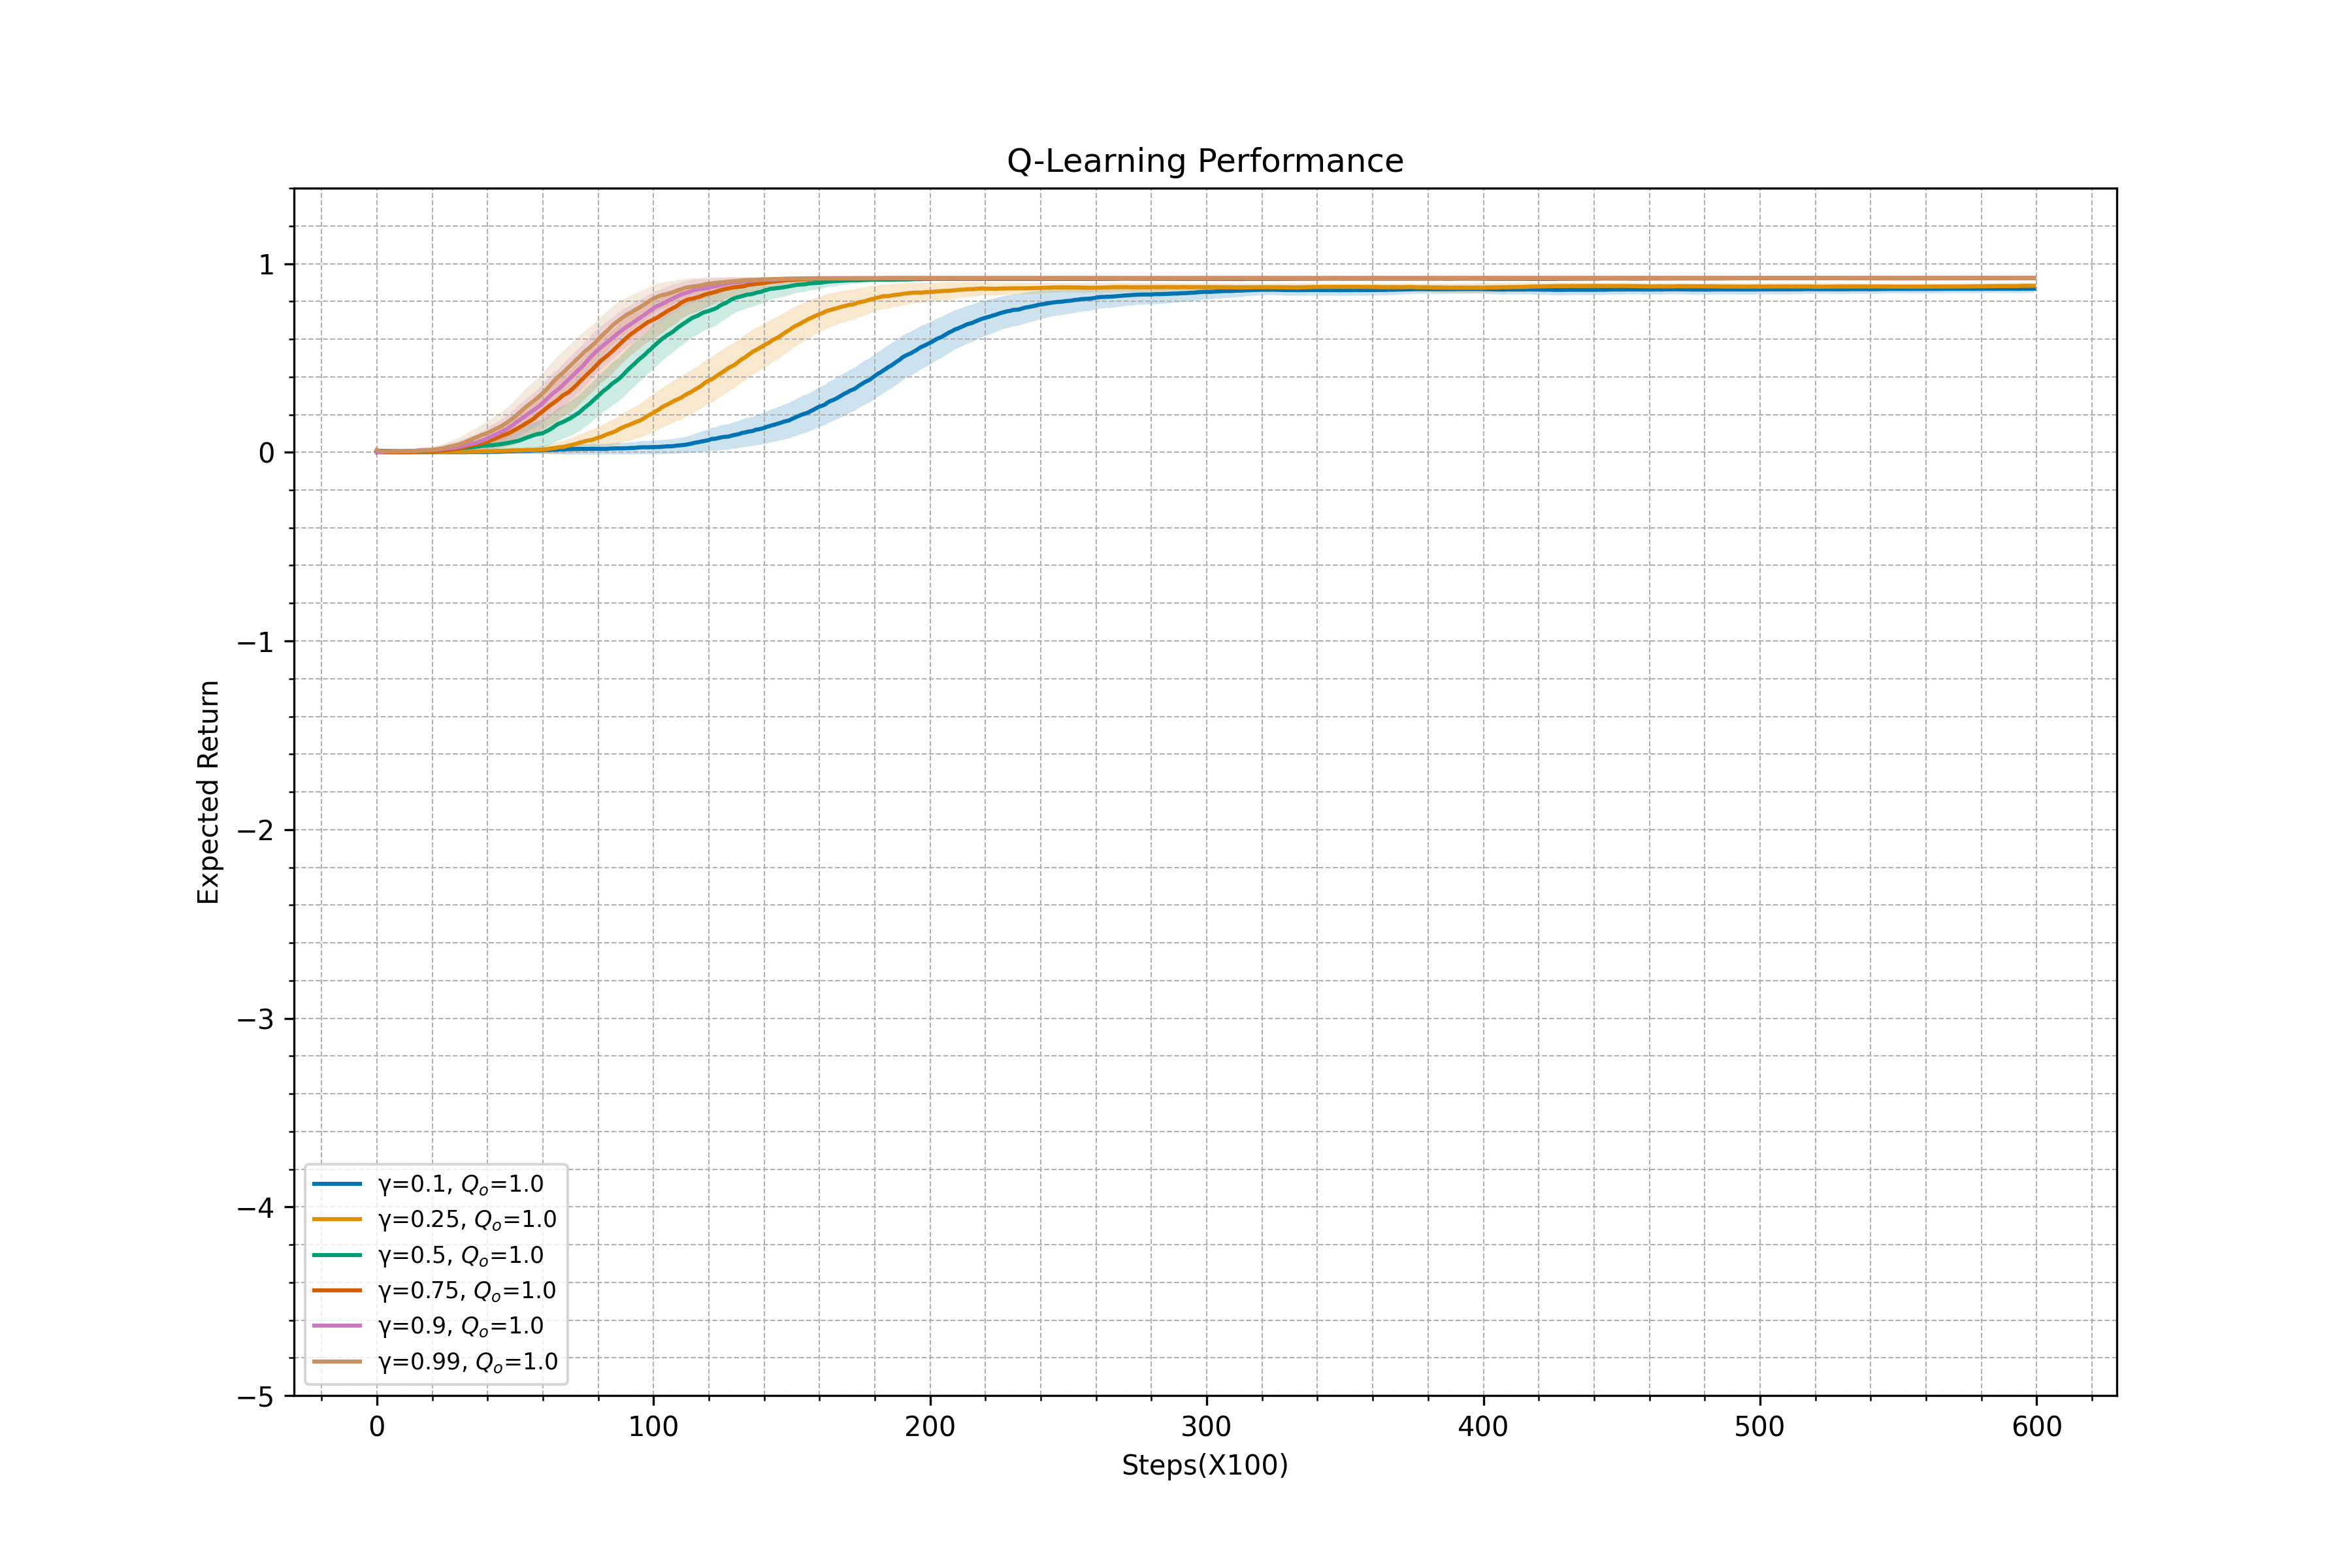 Q-Learning Performance
Expected Return
1
0
−1
−2
−3
−4
−5
γ=0.1, Qₒ=1.0
γ=0.25, Qₒ=1.0
γ=0.5, Qₒ=1.0
γ=0.75, Qₒ=1.0
γ=0.9, Qₒ=1.0
γ=0.99, Qₒ=1.0
0 100 200 300 400 500 600
Steps(X100)